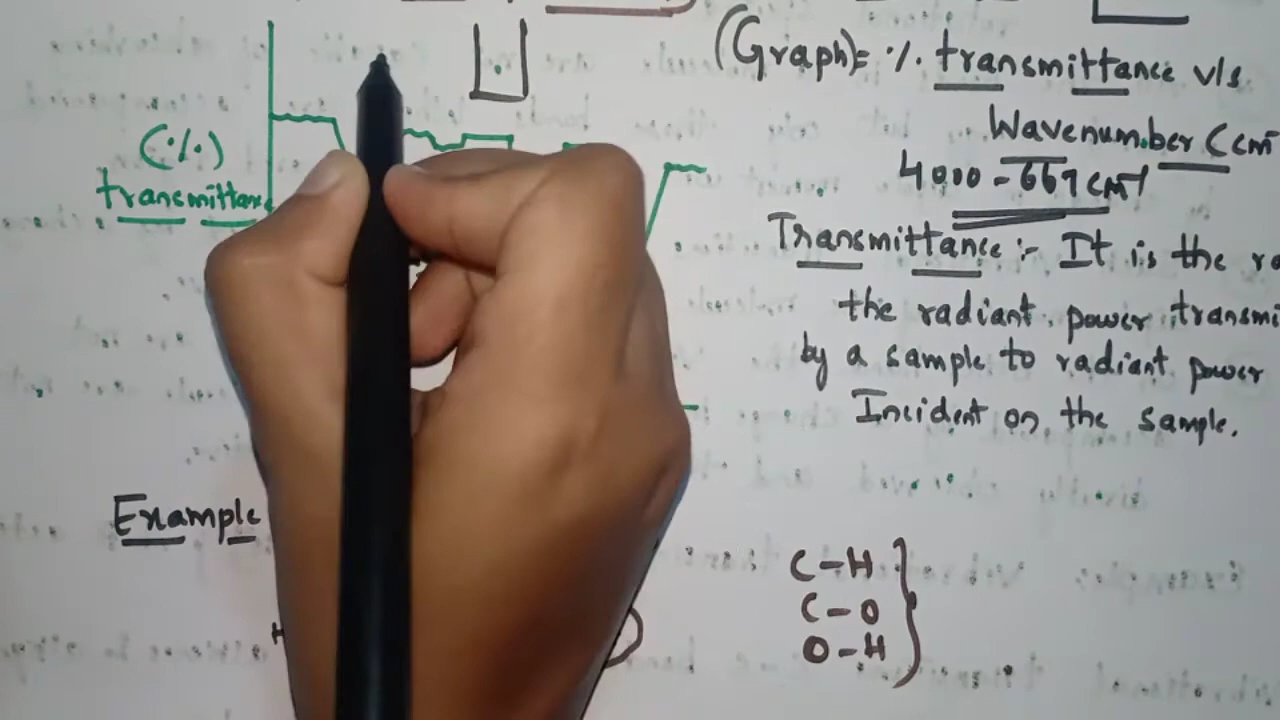 (Graph)= %. transmittance v/s
Wavenumber (cm⁻
4000 - 667 cm⁻¹
(%)
transmittance
Transmittance :- It is the
the radiant power transmi
by a sample to radiant power
Incident on the sample.
Example
C-H
C-O
O-H
H